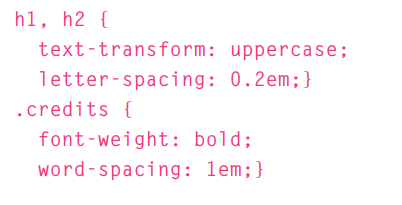 h1, h2 {
  text-transform: uppercase;
  letter-spacing: 0.2em;}
.credits {
  font-weight: bold;
  word-spacing: 1em;}